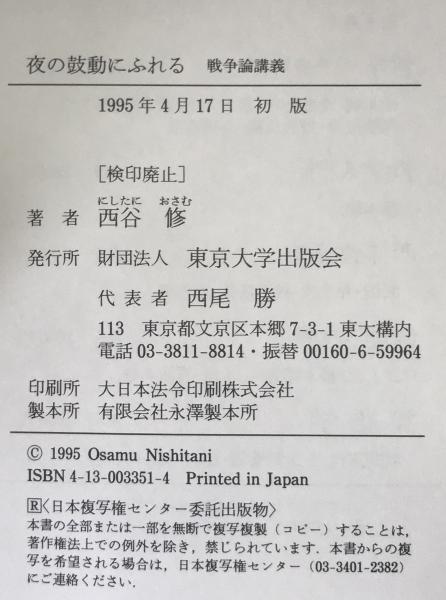 夜の鼓動にふれる 戦争論講義
1995年4月17日 初 版
[検印廃止]
にしたに おさむ
著 者 西谷 修
発行所 財団法人 東京大学出版会
代 表 者 西尾 勝
113 東京都文京区本郷7-3-1東大構内
電話03-3811-8814・振替00160-6-59964
印刷所 大日本法令印刷株式会社
製本所 有限会社永澤製本所
© 1995 Osamu Nishitani
ISBN4-13-003351-4 Printed in Japan
R〈日本複写権センター委託出版物〉
本書の全部または一部を無断で複写複製(コピー)することは,
著作権法上での例外を除き,禁じられています.本書からの複
写を希望される場合は,日本複写権センター(03-3401-2382)
にご連絡ください.